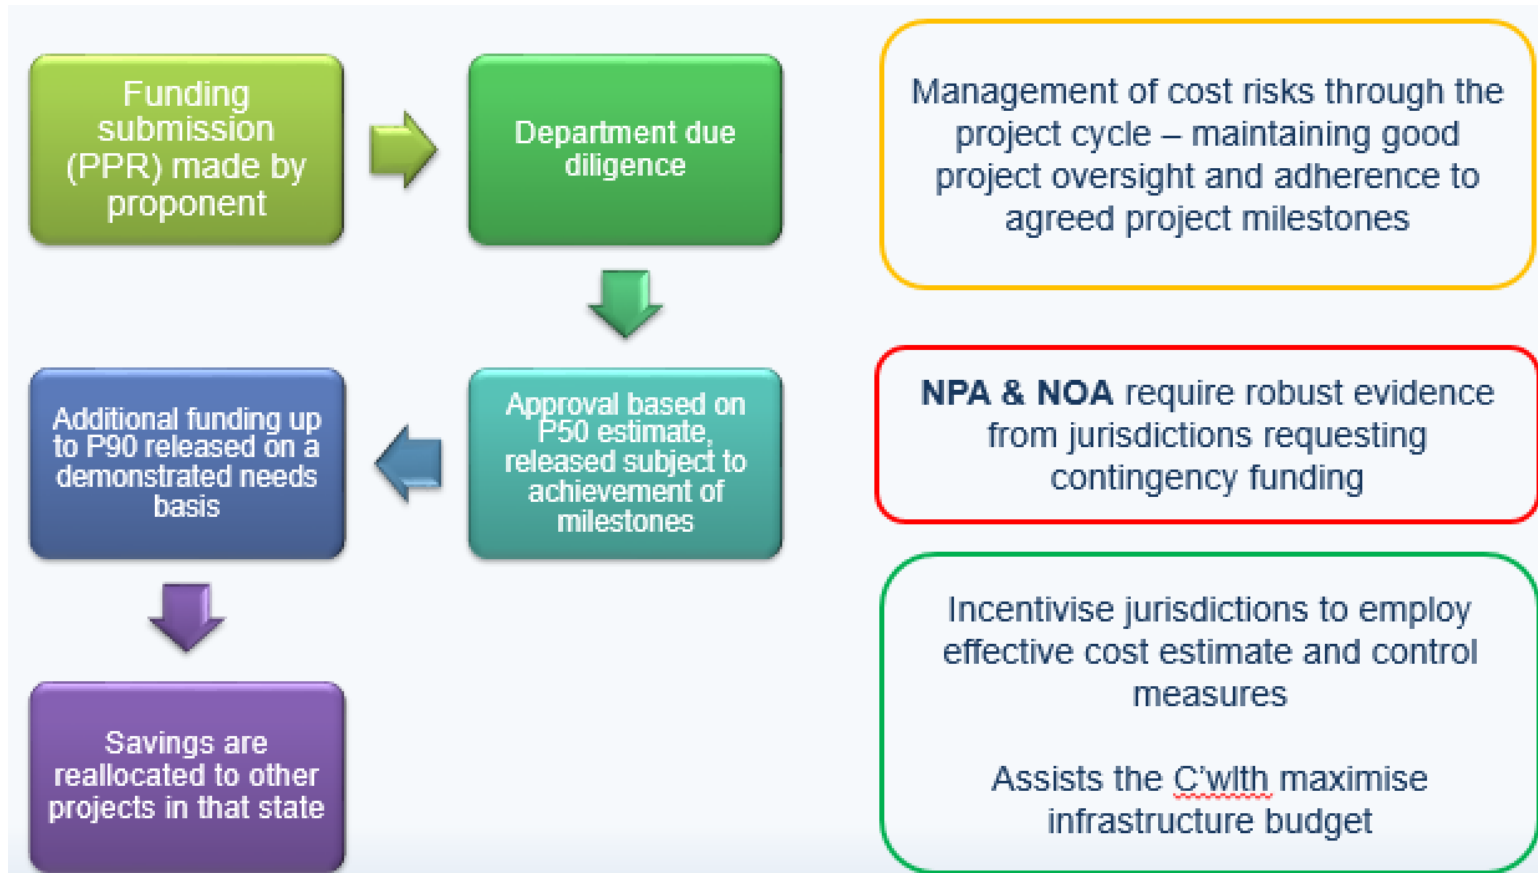 Funding
submission
(PPR) made by
proponent
Department due
diligence
Approval based on
P50 estimate,
released subject to
achievement of
milestones
Additional funding up
to P90 released on a
demonstrated needs
basis
Savings are
reallocated to other
projects in that state
Management of cost risks through the
project cycle – maintaining good
project oversight and adherence to
agreed project milestones
NPA & NOA require robust evidence
from jurisdictions requesting
contingency funding
Incentivise jurisdictions to employ
effective cost estimate and control
measures
Assists the C'wlth maximise
infrastructure budget